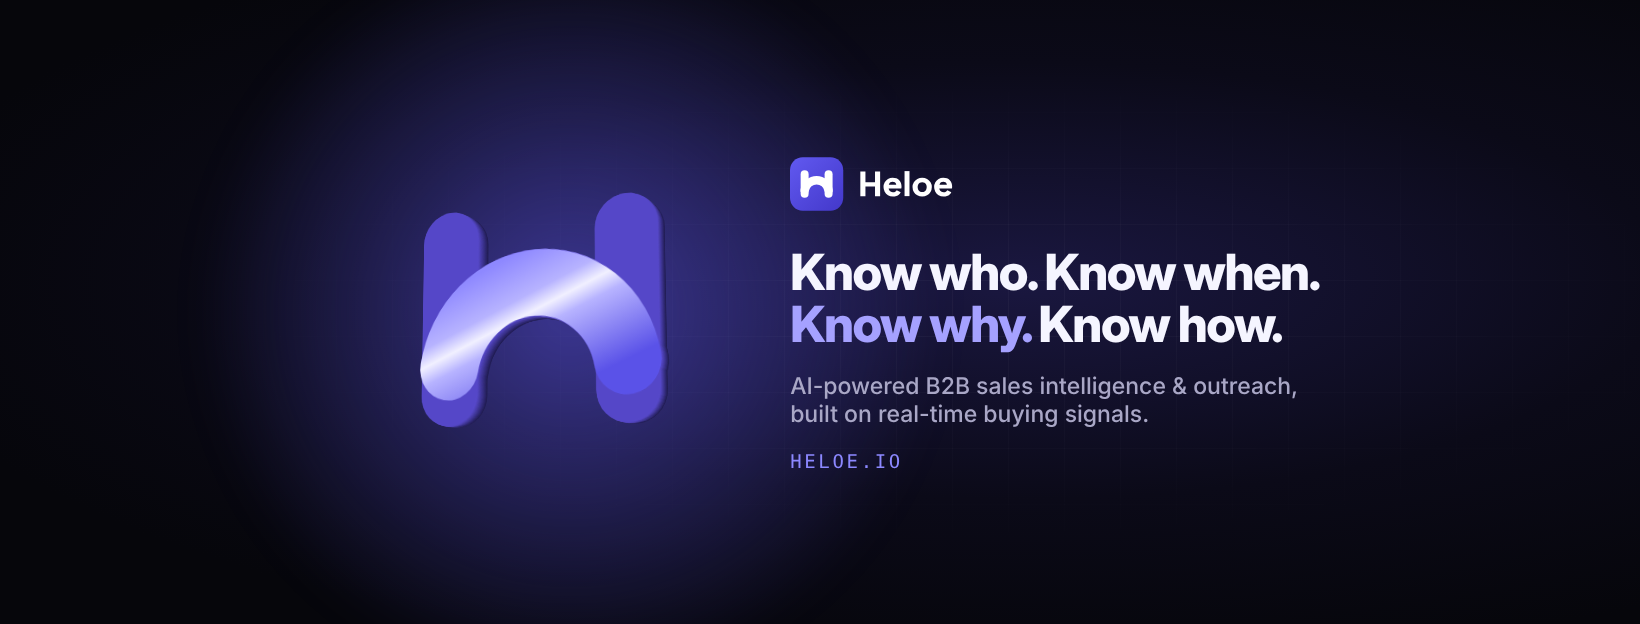 Heloe
Know who. Know when.
Know why. Know how.
AI-powered B2B sales intelligence & outreach,
built on real-time buying signals.
HELOE.IO